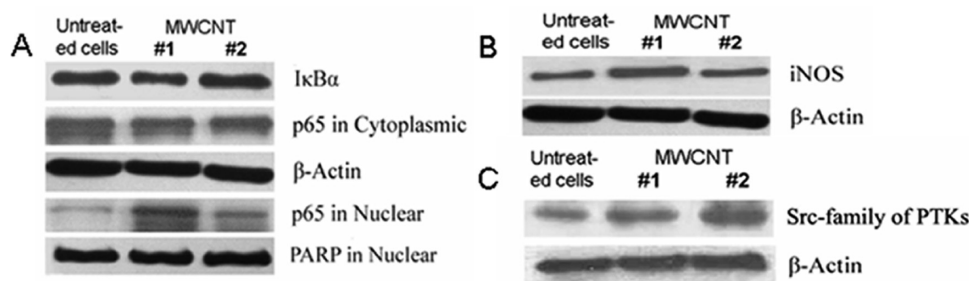 A
Untreat-
ed cells
MWCNT
#1 #2
IκBα
p65 in Cytoplasmic
β-Actin
p65 in Nuclear
PARP in Nuclear
B
Untreat-
ed cells
MWCNT
#1 #2
iNOS
β-Actin
C
Untreat-
ed cells
MWCNT
#1 #2
Src-family of PTKs
β-Actin